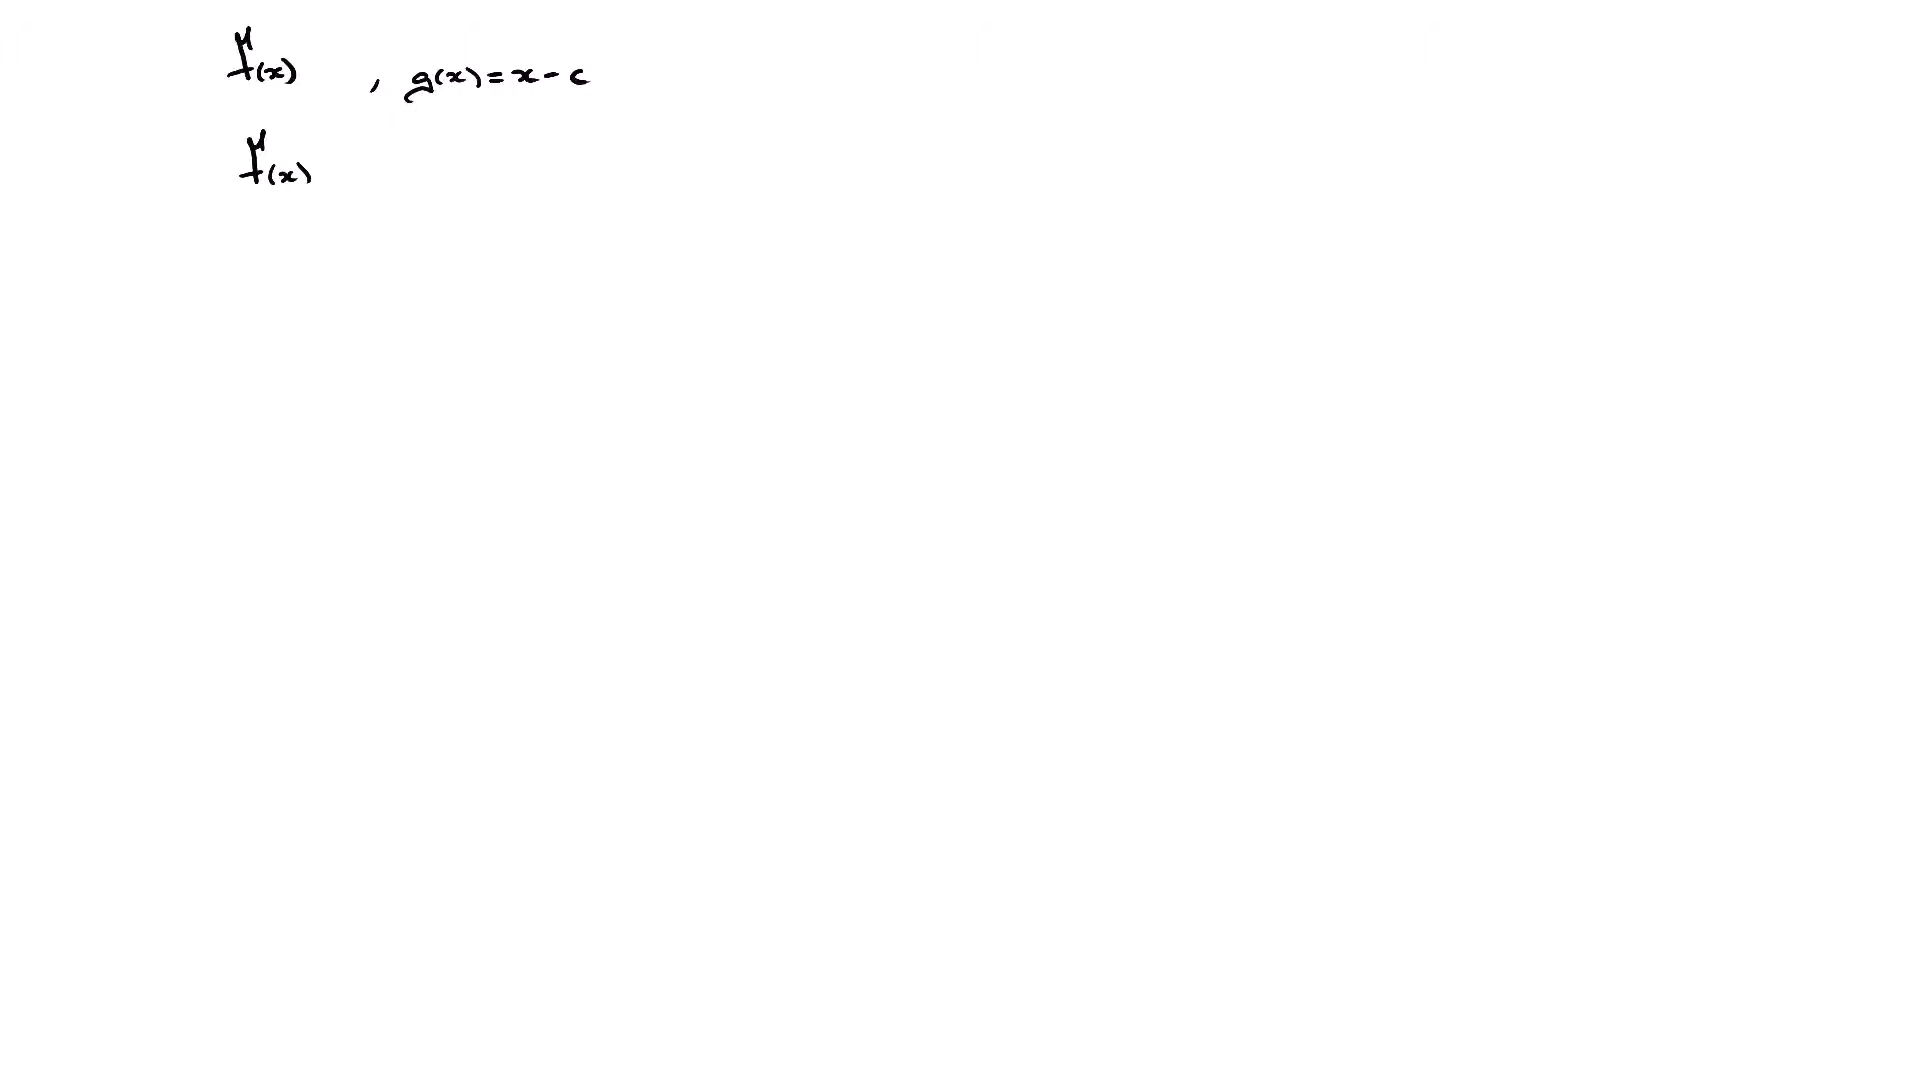 f(x) , g(x) = x - c
f(x)